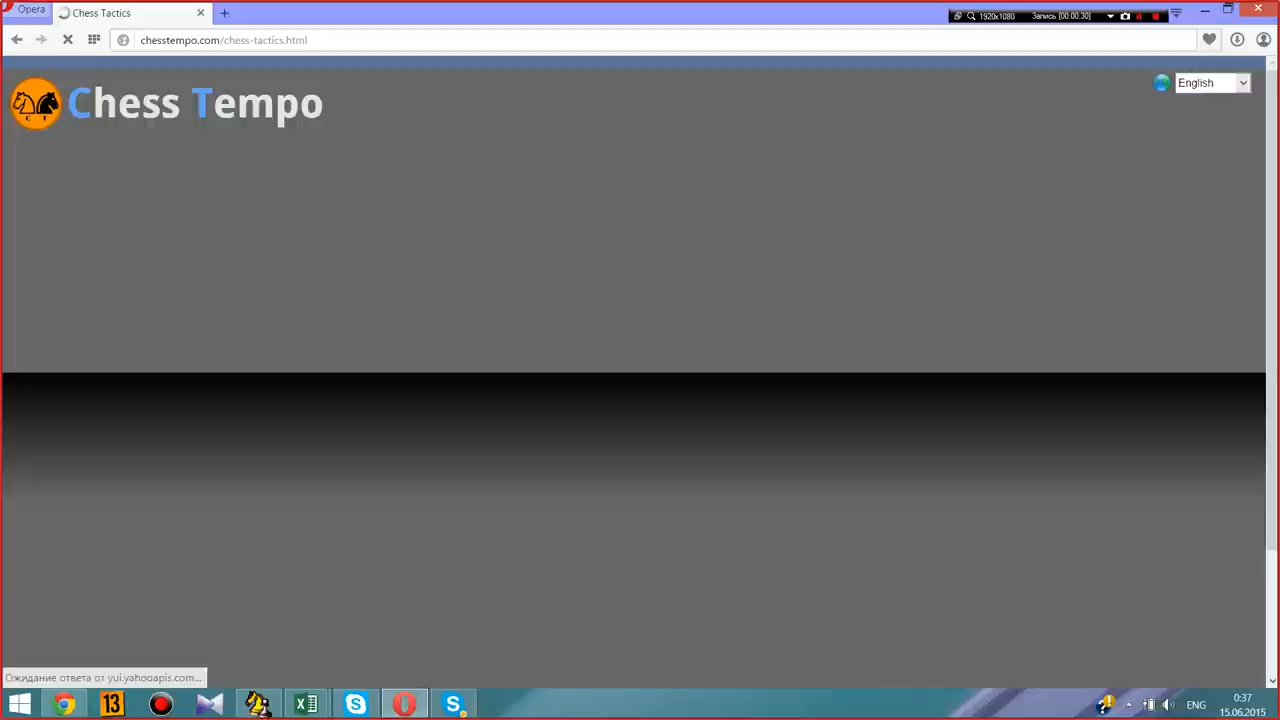 Opera
Chess Tactics
1920x1080
Запись [00:00:30]
chesstempo.com/chess-tactics.html
Chess Tempo
English
C T
Ожидание ответа от yui.yahooapis.com...
13
ENG
0:37
15.06.2015